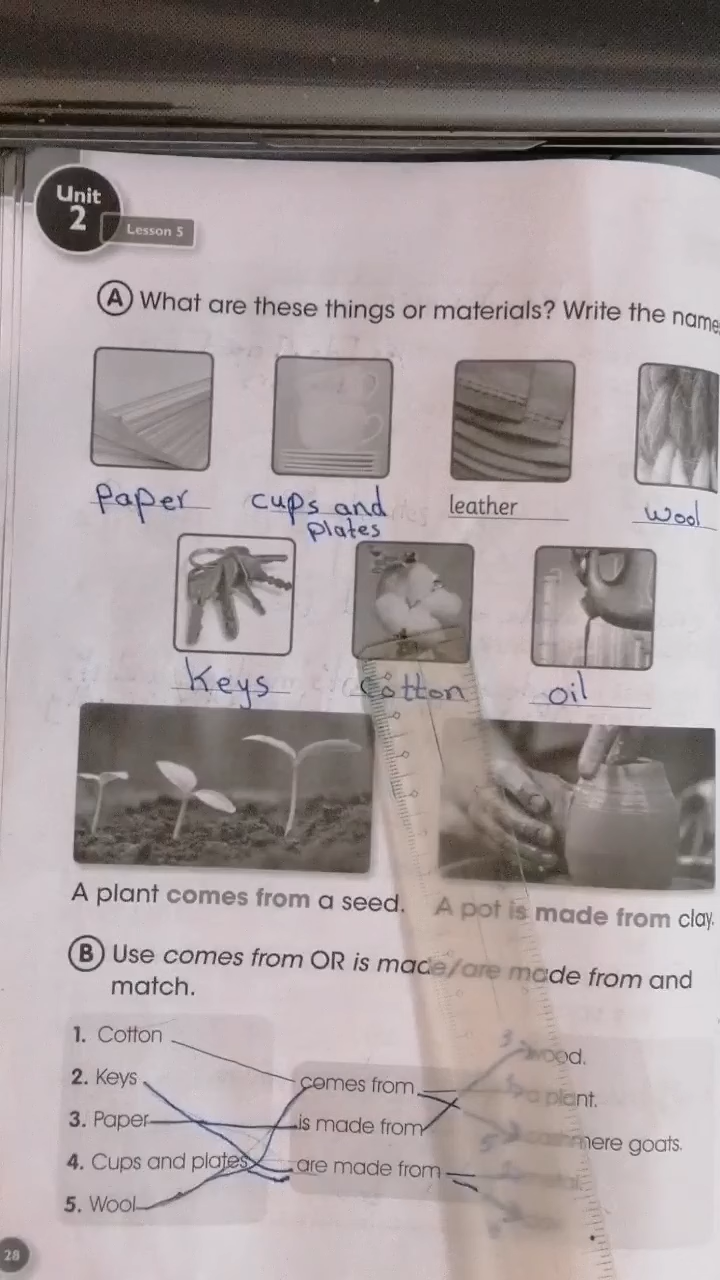 Unit
2
Lesson 5
A What are these things or materials? Write the name
Paper
cups and
Plates
leather
wool
Keys
Cotton
oil
A plant comes from a seed.
A pot is made from clay.
B Use comes from OR is made/are made from and
match.
1. Cotton
2. Keys
3. Paper
4. Cups and plates
5. Wool
comes from
is made from
are made from
3 wood.
a plant.
5 cashmere goats.
28